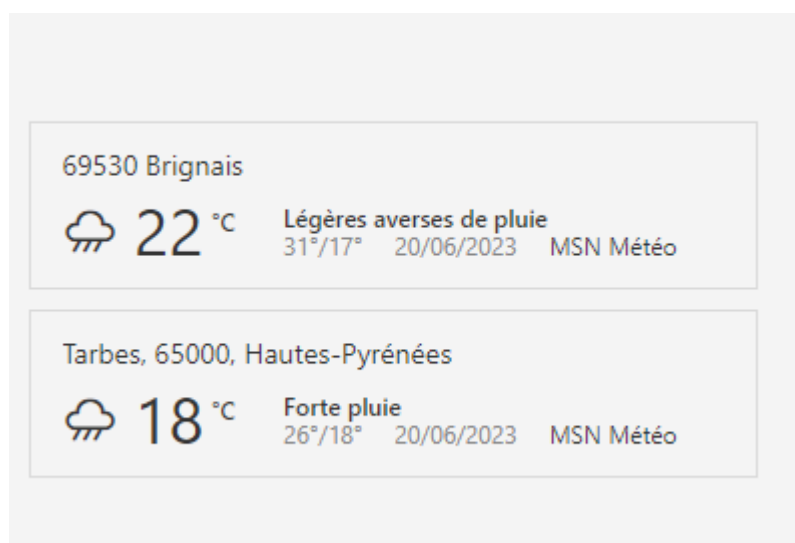 69530 Brignais
22 °C
Légères averses de pluie
31°/17° 20/06/2023 MSN Météo
Tarbes, 65000, Hautes-Pyrénées
18 °C
Forte pluie
26°/18° 20/06/2023 MSN Météo